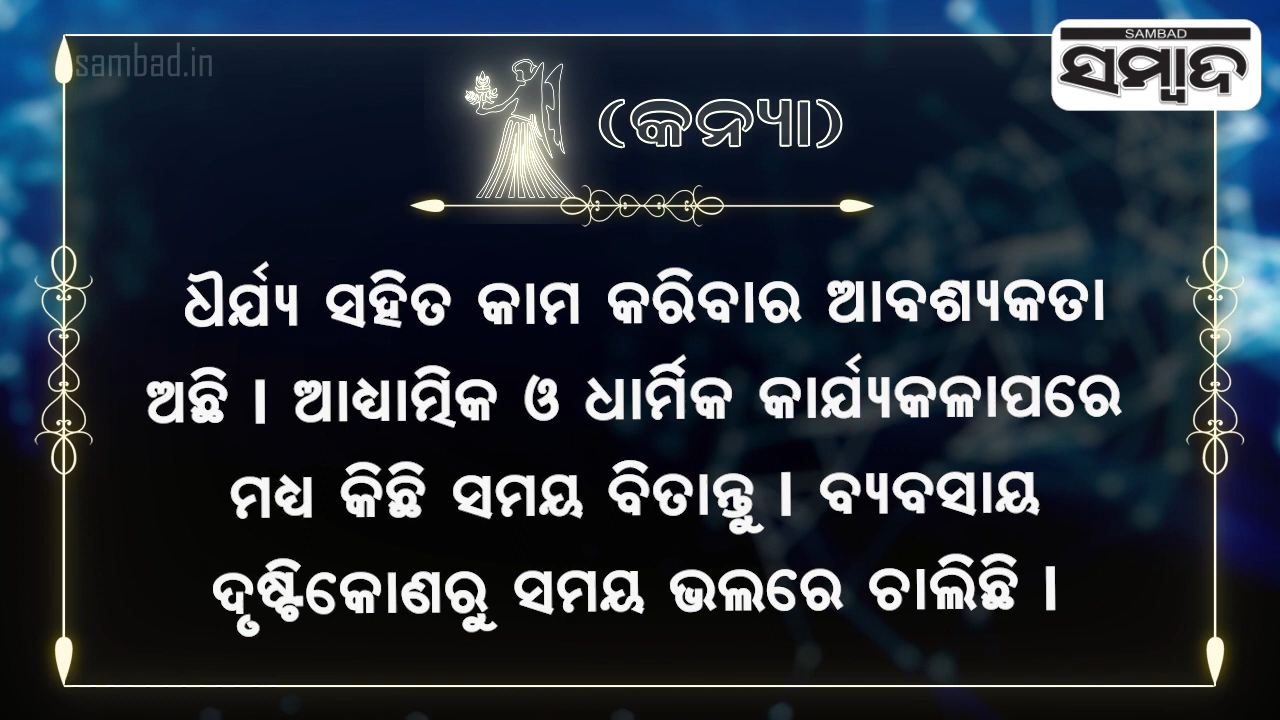 sambad.in
SAMBAD
ସମ୍ବାଦ
(କନ୍ୟା)
ଧୈର୍ଯ୍ୟ ସହିତ କାମ କରିବାର ଆବଶ୍ୟକତା
ଅଛି । ଆଧ୍ୟାତ୍ମିକ ଓ ଧାର୍ମିକ କାର୍ଯ୍ୟକଳାପରେ
ମଧ୍ୟ କିଛି ସମୟ ବିତାନ୍ତୁ । ବ୍ୟବସାୟ
ଦୃଷ୍ଟିକୋଣରୁ ସମୟ ଭଲରେ ଚାଲିଛି ।